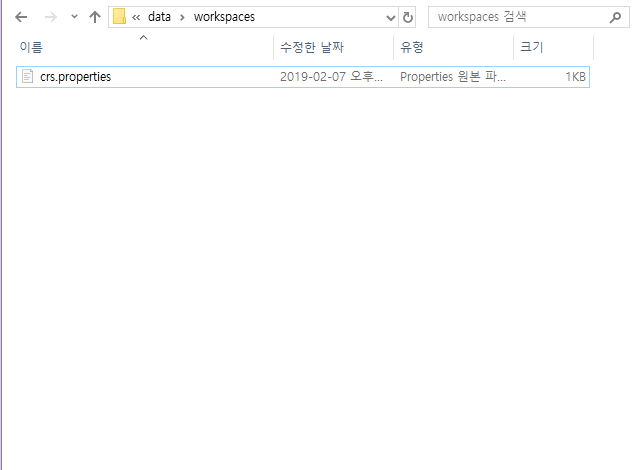 data workspaces workspaces 검색
이름 수정한 날짜 유형 크기
crs.properties 2019-02-07 오후... Properties 원본 파... 1KB